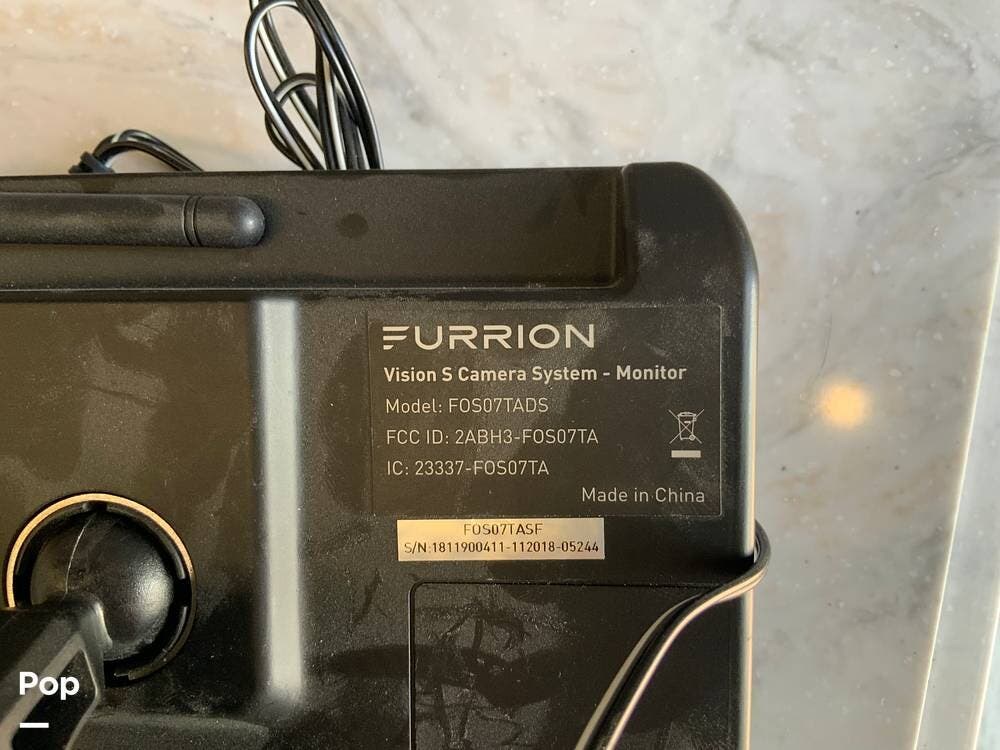 FURRION
Vision S Camera System - Monitor
Model: FOS07TADS
FCC ID: 2ABH3-FOS07TA
IC: 23337-FOS07TA
Made in China
FOS07TASF
S/N:1811900411-112018-05244
Pop